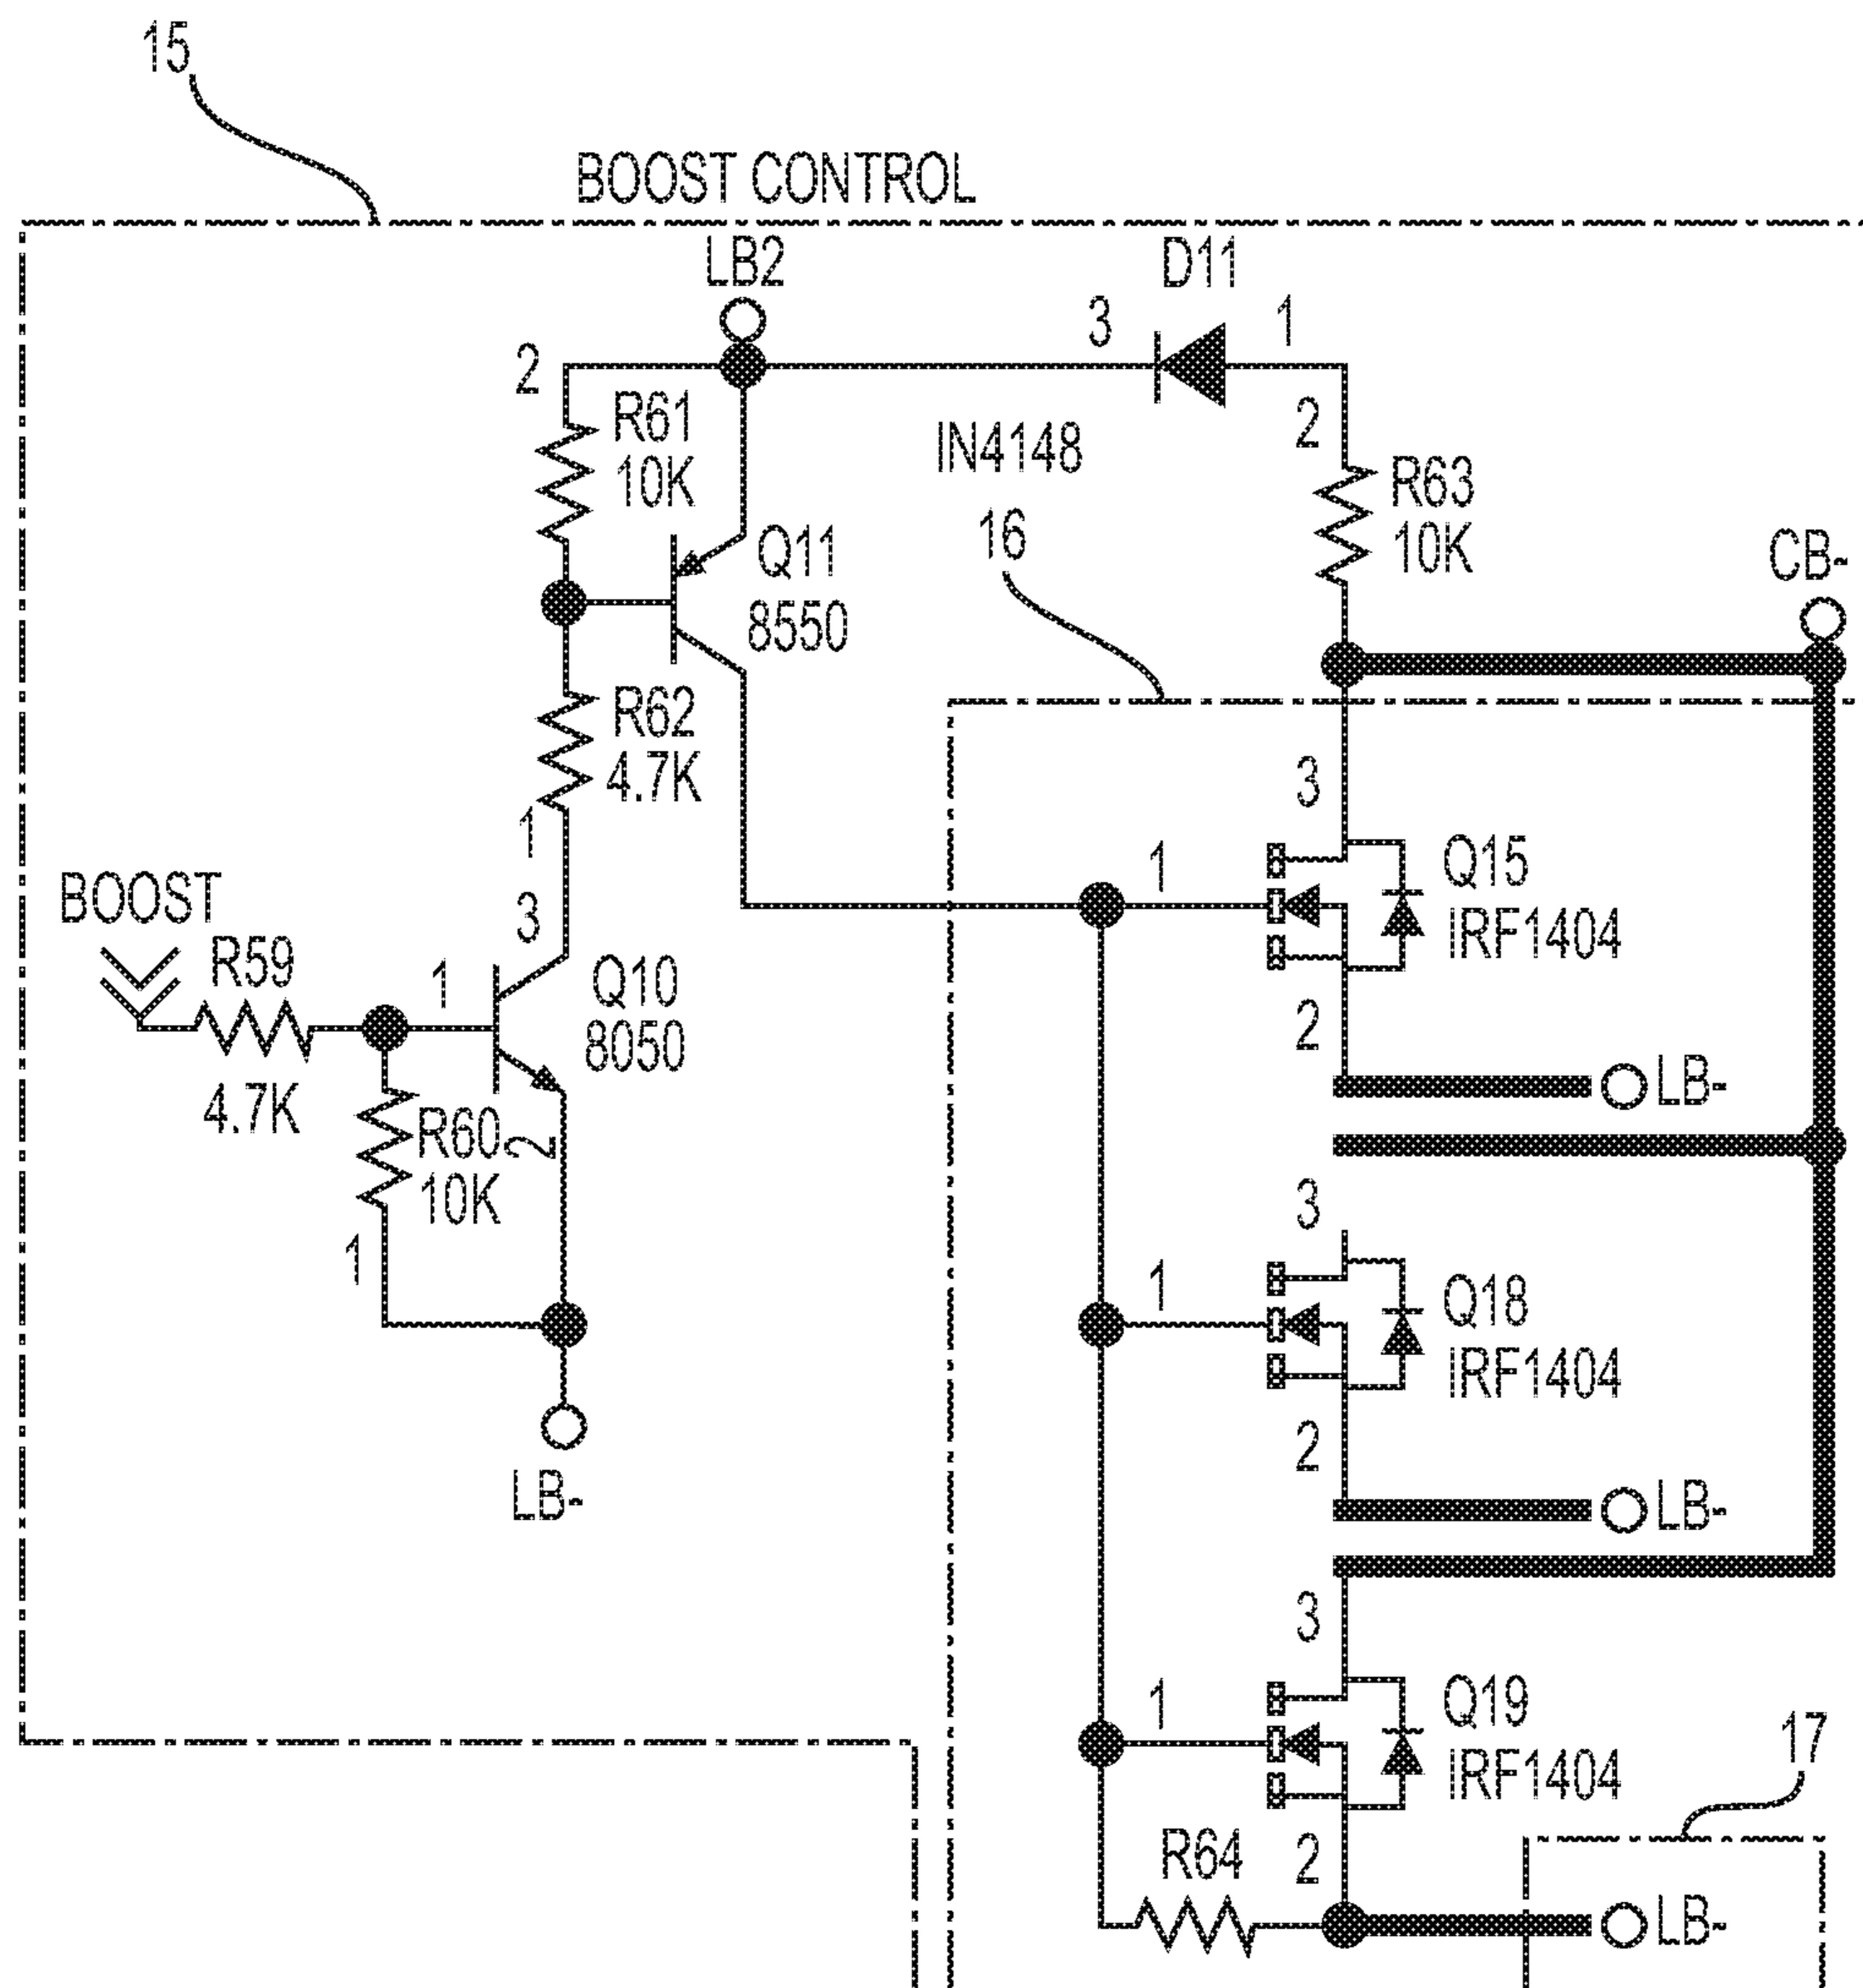 15
BOOST CONTROL
LB2
D11
3
1
2
R61
10K
2
IN4148
R63
10K
16
CB-
Q11
8550
R62
4.7K
1
3
3
BOOST
R59
4.7K
1
Q10
8050
R60
10K
2
1
LB-
1
Q15
IRF1404
2
LB-
3
1
Q18
IRF1404
2
LB-
3
1
Q19
IRF1404
17
R64
2
LB-